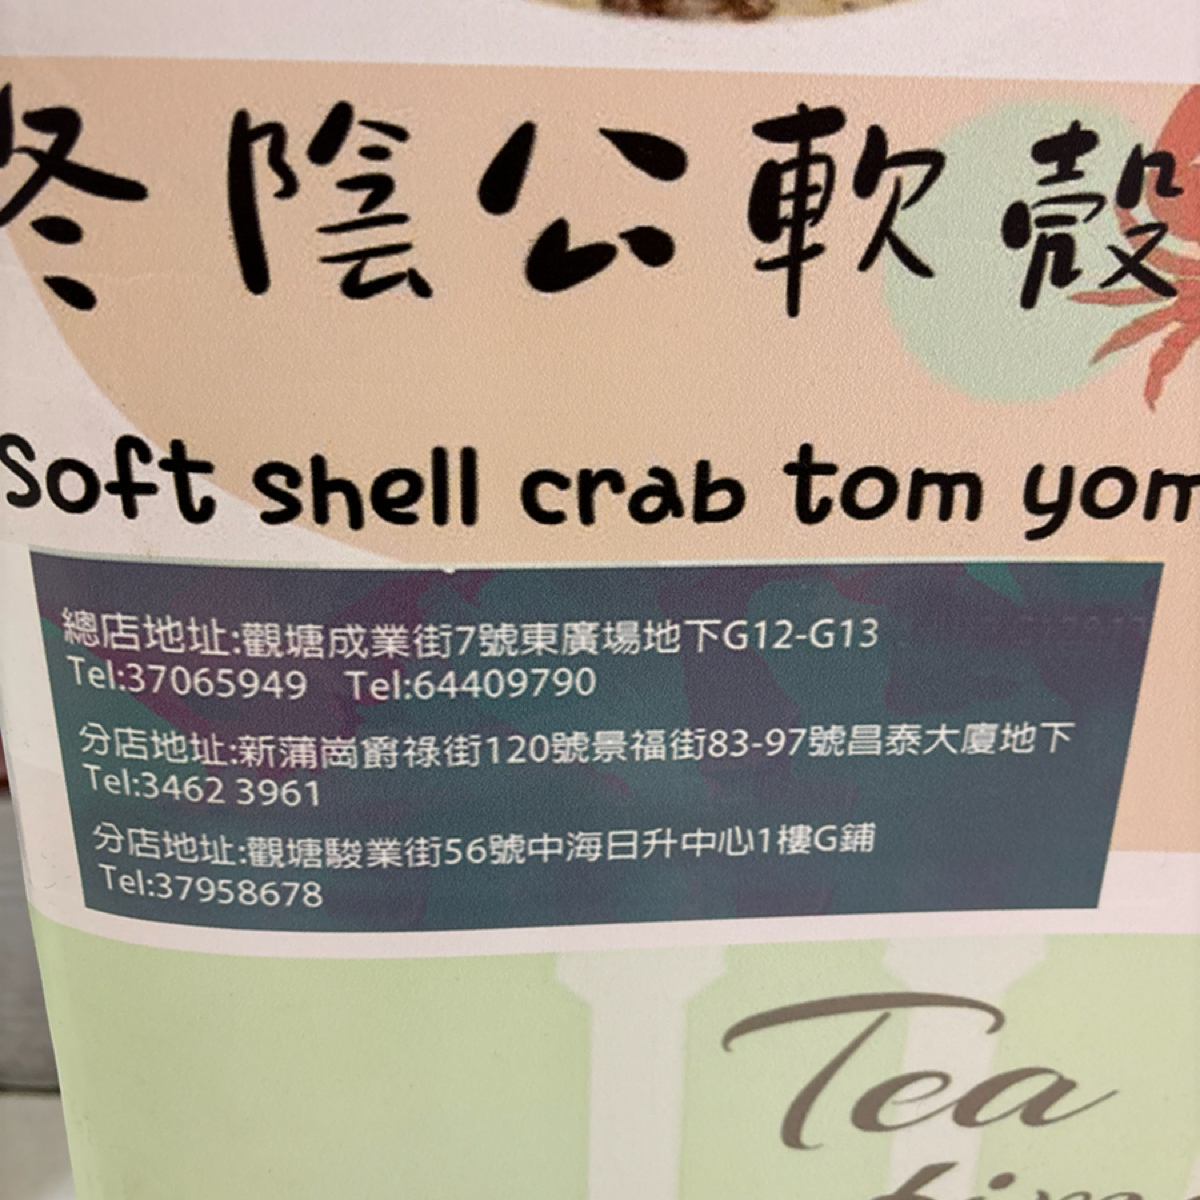 冬陰公軟殼
Soft shell crab tom yom
總店地址:觀塘成業街7號東廣場地下G12-G13
Tel:37065949 Tel:64409790
分店地址:新蒲崗爵祿街120號景福街83-97號昌泰大廈地下
Tel:3462 3961
分店地址:觀塘駿業街56號中海日升中心1樓G鋪
Tel:37958678
Tea